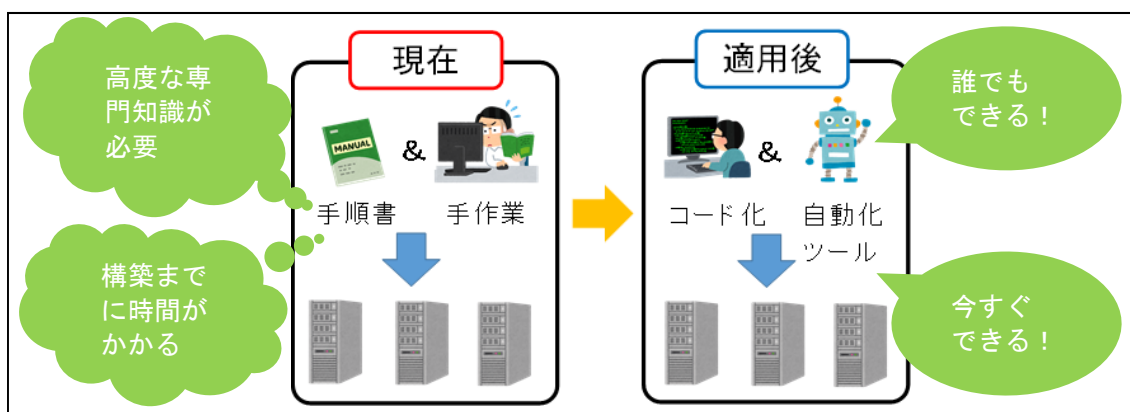 高度な専
門知識が
必要
構築まで
に時間が
かかる
現在
MANUAL
&
手順書
手作業
適用後
&
コード化
自動化
ツール
誰でも
できる！
今すぐ
できる！